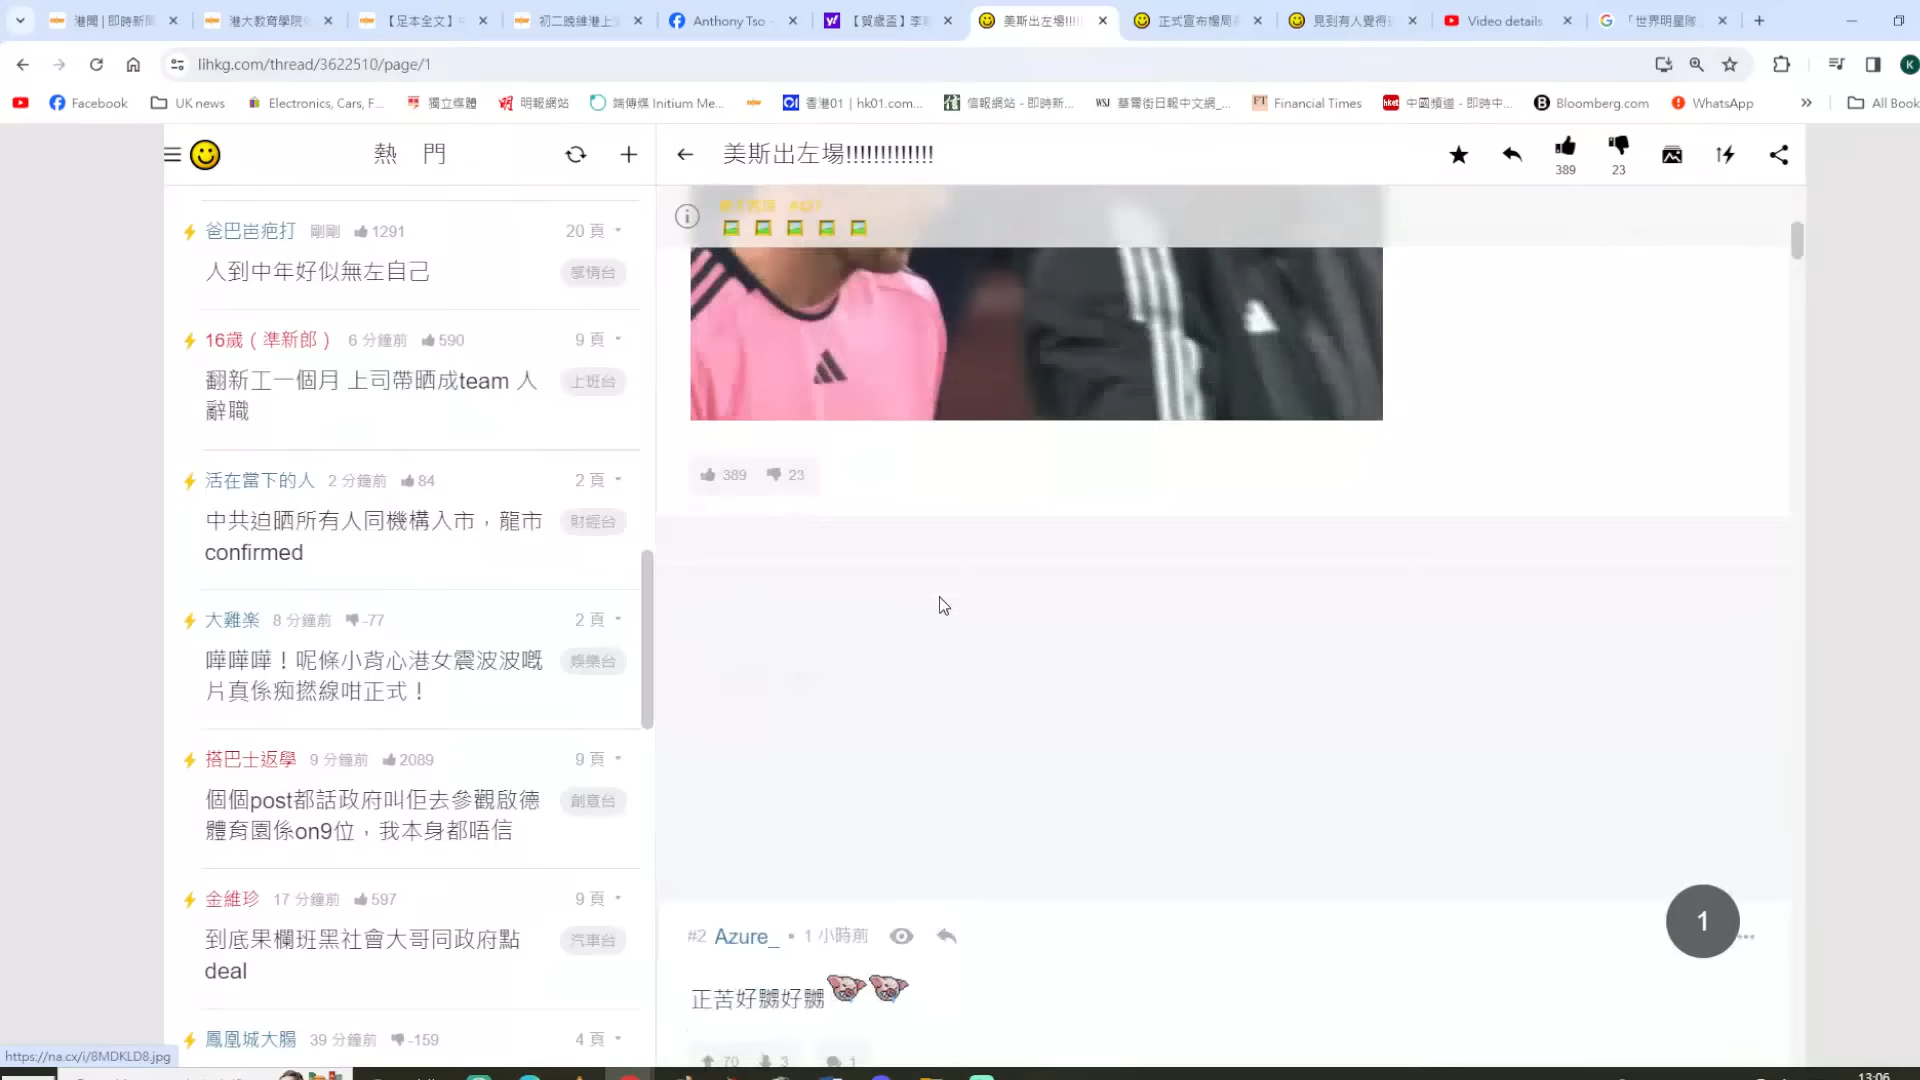 港聞 | 即時新聞
港大教育學院
【足本全文】
初二晚維港上
Anthony Tso -
【賀歲盃】李
美斯出左場!!!!
正式宣布楊局
見到有人覺得
Video details
「世界明星隊
lihkg.com/thread/3622510/page/1
K
Facebook
UK news
Electronics, Cars, F...
獨立媒體
明報網站
端傳媒 Initium Me...
香港01 | hk01.com...
信報網站 - 即時新...
華爾街日報中文網_...
Financial Times
中國頻道 - 即時中...
Bloomberg.com
WhatsApp
All Book
熱 門
美斯出左場!!!!!!!!!!!!!
389
23
爸巴峕疤打 剛剛 1291 20 頁
人到中年好似無左自己 感情台
16歲（準新郎） 6 分鐘前 590 9 頁
翻新工一個月 上司帶晒成team 人 上班台
辭職
活在當下的人 2 分鐘前 84 2 頁
中共迫晒所有人同機構入市，龍市 財經台
confirmed
大雞楽 8 分鐘前 -77 2 頁
嘩嘩嘩！呢條小背心港女震波波嘅 娛樂台
片真係痴撚線咁正式！
搭巴士返學 9 分鐘前 2089 9 頁
個個post都話政府叫佢去參觀啟德 創意台
體育園係on9位，我本身都唔信
金維珍 17 分鐘前 597 9 頁
到底果欄班黑社會大哥同政府點 汽車台
deal
鳳凰城大腸 39 分鐘前 -159 4 頁
389 23
#2 Azure_ • 1 小時前
正苦好嬲好嬲
70 3 1
1
https://na.cx/i/8MDKLD8.jpg
13:06